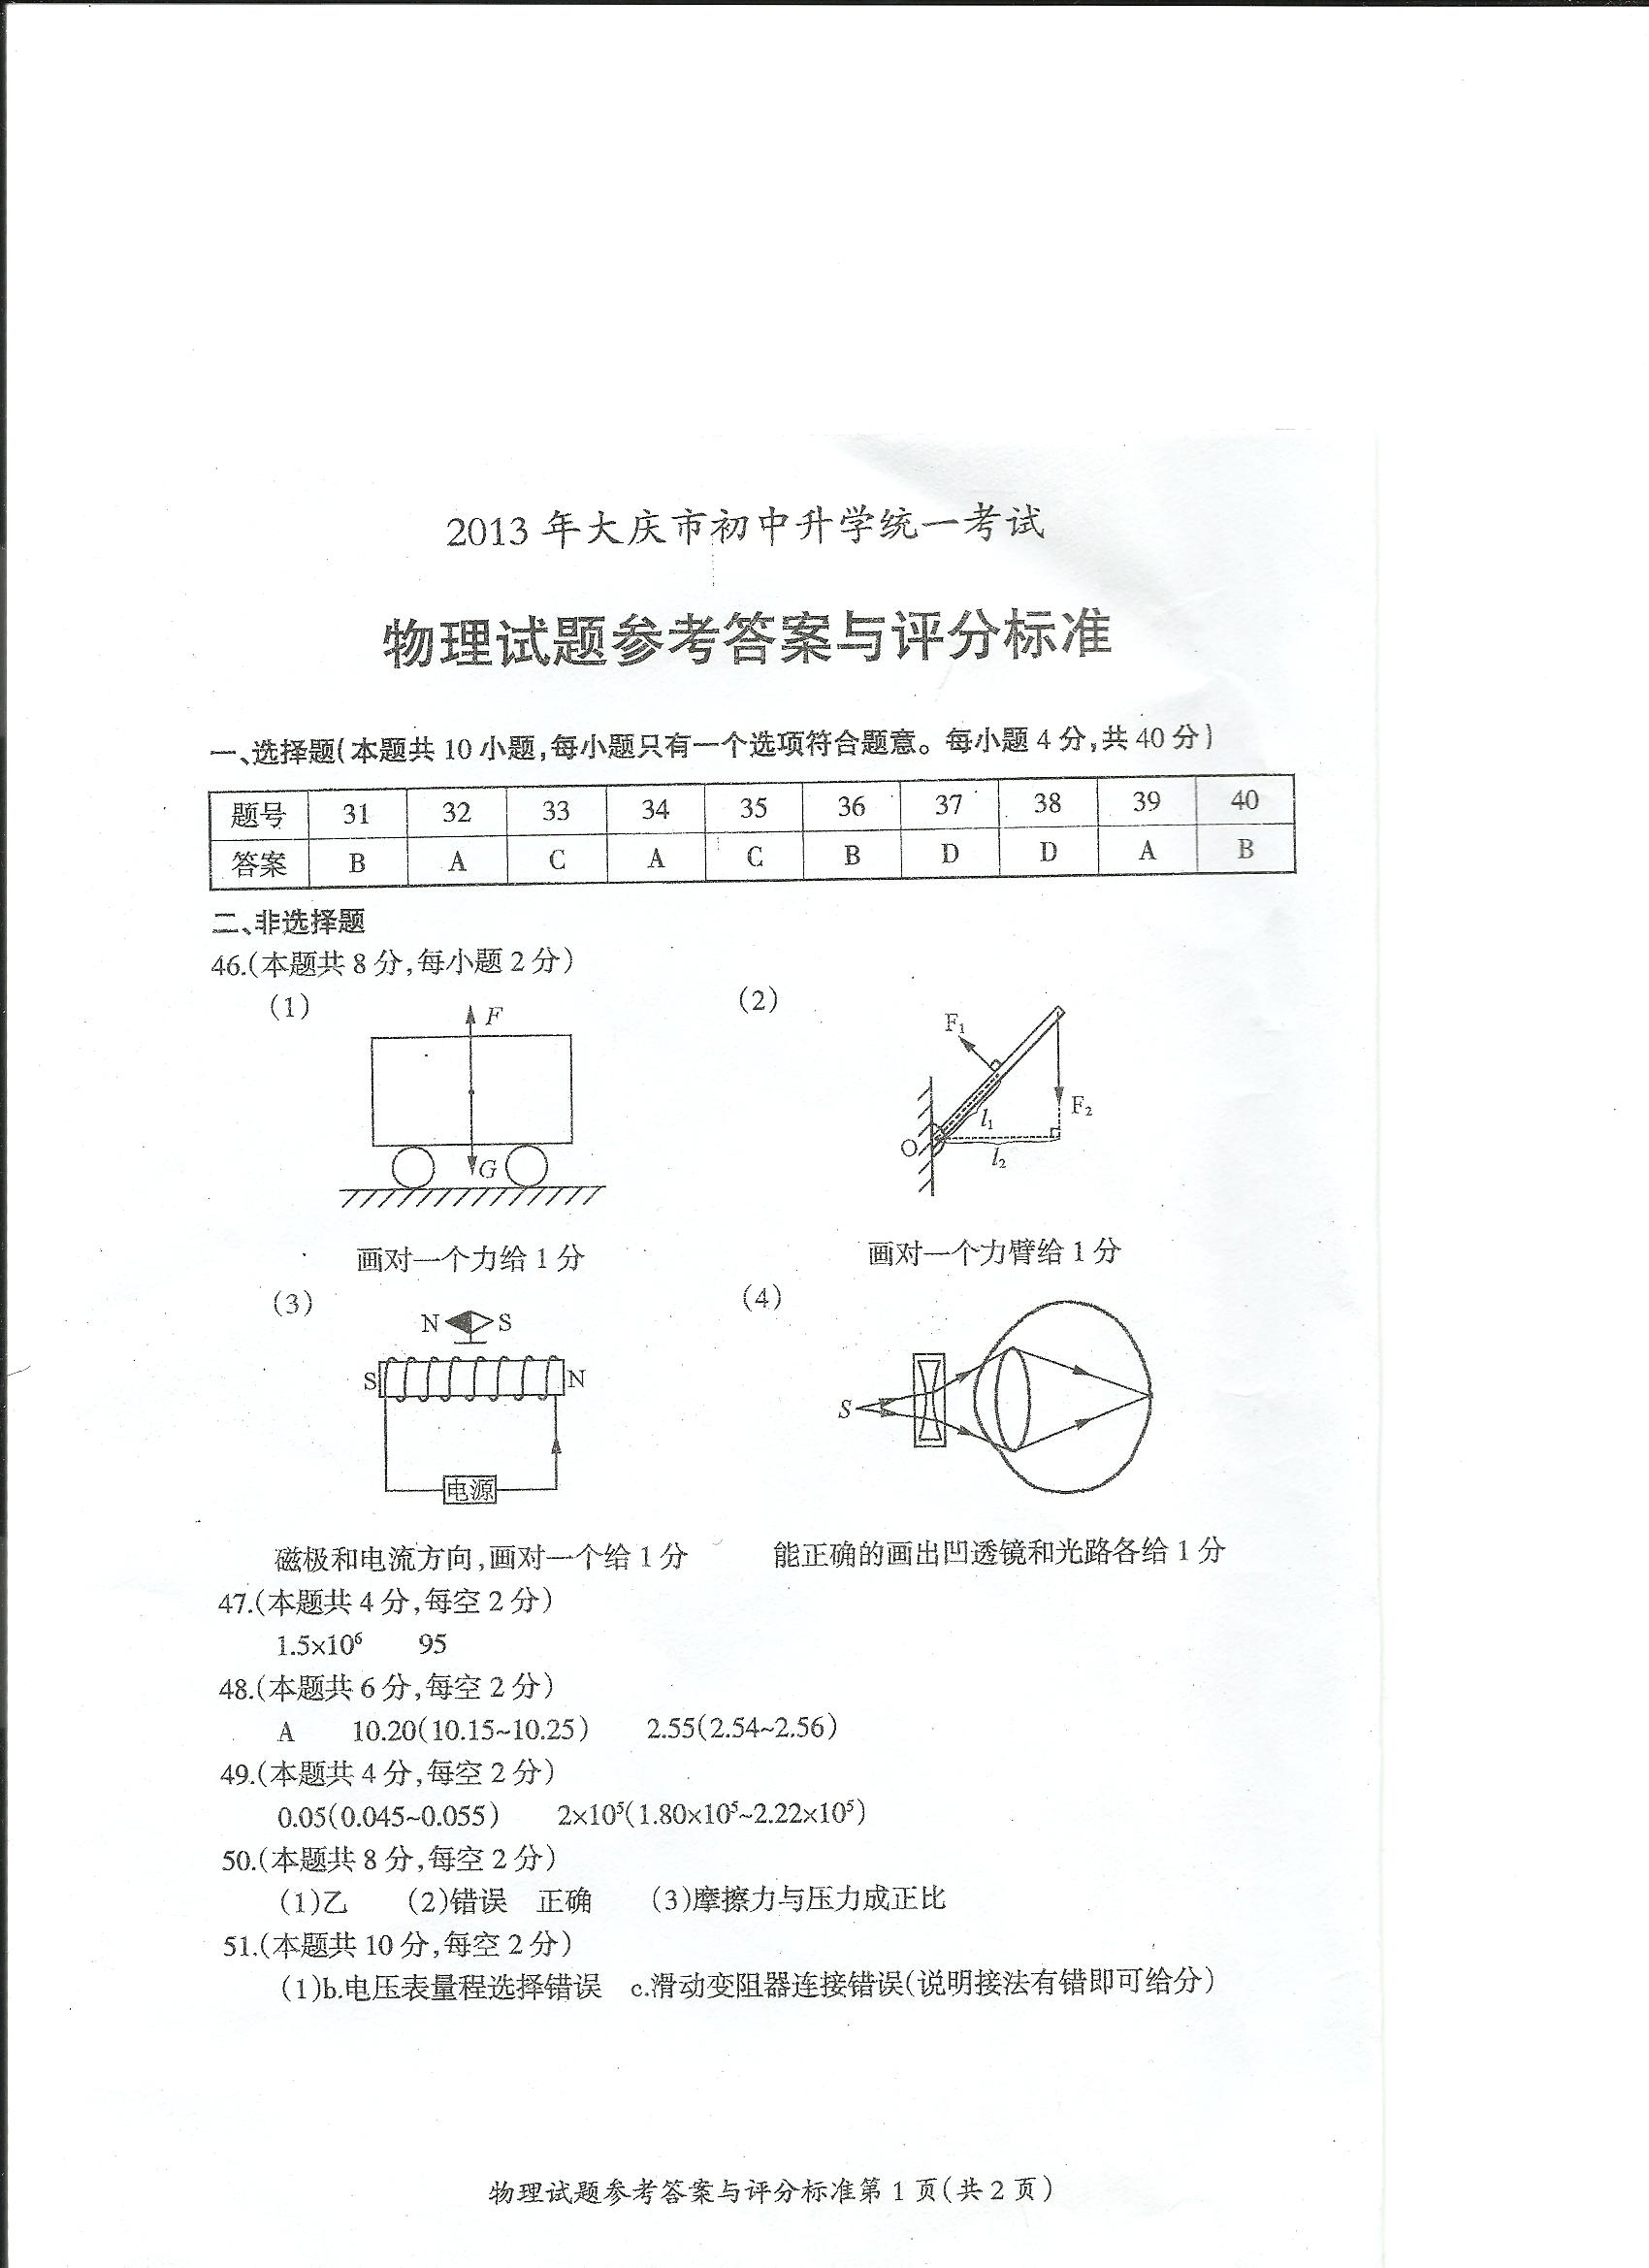 2013年大庆市初中升学统一考试
物理试题参考答案与评分标准
一、选择题(本题共10小题,每小题只有一个选项符合题意。每小题4分,共40分)
题号 31 32 33 34 35 36 37 38 39 40
答案 B A C A C B D D A B
二、非选择题
46.(本题共8分,每小题2分)
(1) (2)
F
G
F₁
F₂
O
l₁
l₂
画对一个力给1分 画对一个力臂给1分
(3) (4)
N S
S N
电源
S
磁极和电流方向,画对一个给1分 能正确的画出凹透镜和光路各给1分
47.(本题共4分,每空2分)
1.5×10⁶ 95
48.(本题共6分,每空2分)
A 10.20(10.15~10.25) 2.55(2.54~2.56)
49.(本题共4分,每空2分)
0.05(0.045~0.055) 2×10⁵(1.80×10⁵~2.22×10⁵)
50.(本题共8分,每空2分)
(1)乙 (2)错误 正确 (3)摩擦力与压力成正比
51.(本题共10分,每空2分)
(1)b.电压表量程选择错误 c.滑动变阻器连接错误(说明接法有错即可给分)
物理试题参考答案与评分标准第1页(共2页)